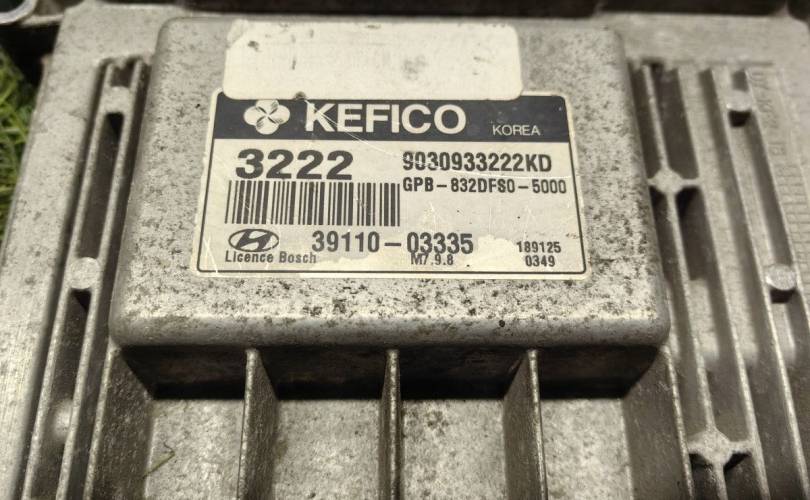 KEFICO KOREA
3222 9030933222KD
GPB-832DFS0-5000
39110-03335 189125
Licence Bosch M7.9.8 0349